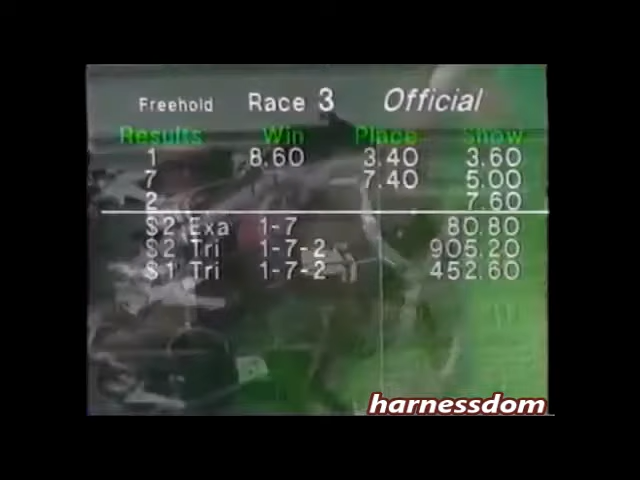 Freehold Race 3 Official
Results Win Place Show
1 8.60 3.40 3.60
7 7.40 5.00
2 7.60
$2 Exa 1-7 80.80
$2 Tri 1-7-2 905.20
$1 Tri 1-7-2 452.60
harnessdom